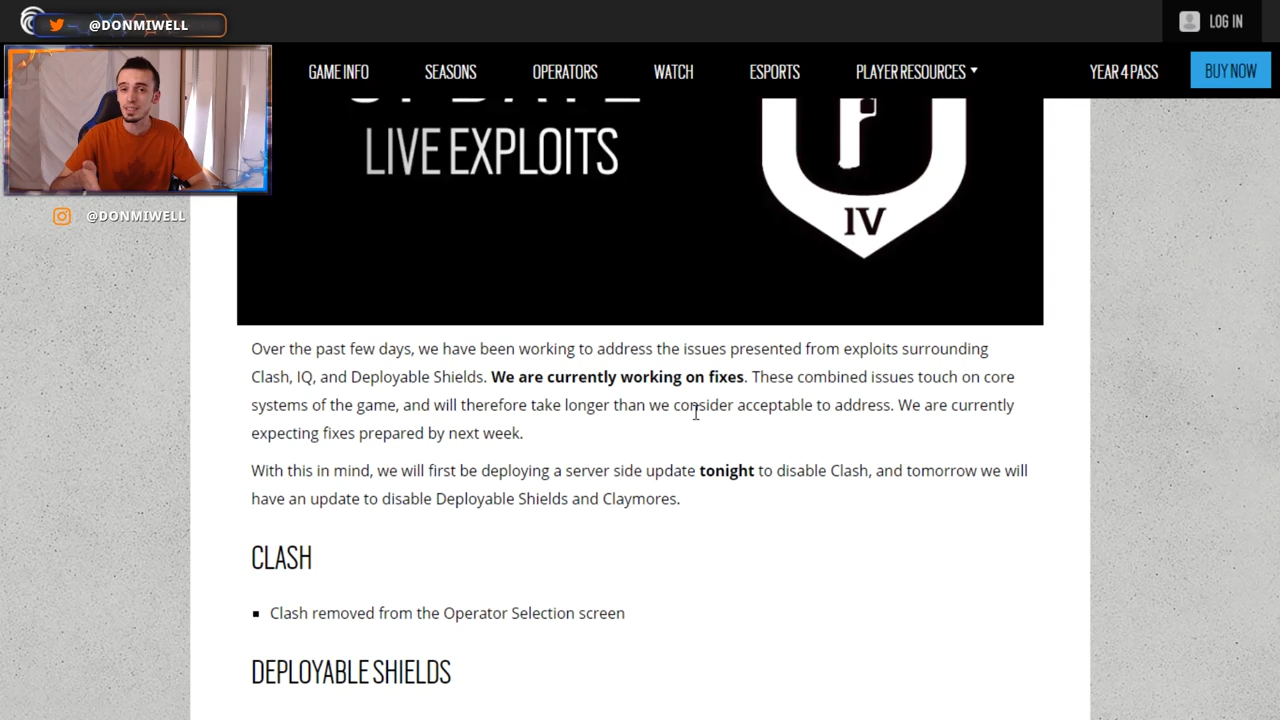 @DONMIWELL
LOG IN
GAME INFO
SEASONS
OPERATORS
WATCH
ESPORTS
PLAYER RESOURCES
YEAR 4 PASS
BUY NOW
UPDATE
LIVE EXPLOITS
IV
@DONMIWELL
Over the past few days, we have been working to address the issues presented from exploits surrounding
Clash, IQ, and Deployable Shields. We are currently working on fixes. These combined issues touch on core
systems of the game, and will therefore take longer than we consider acceptable to address. We are currently
expecting fixes prepared by next week.
With this in mind, we will first be deploying a server side update tonight to disable Clash, and tomorrow we will
have an update to disable Deployable Shields and Claymores.
CLASH
▪ Clash removed from the Operator Selection screen
DEPLOYABLE SHIELDS